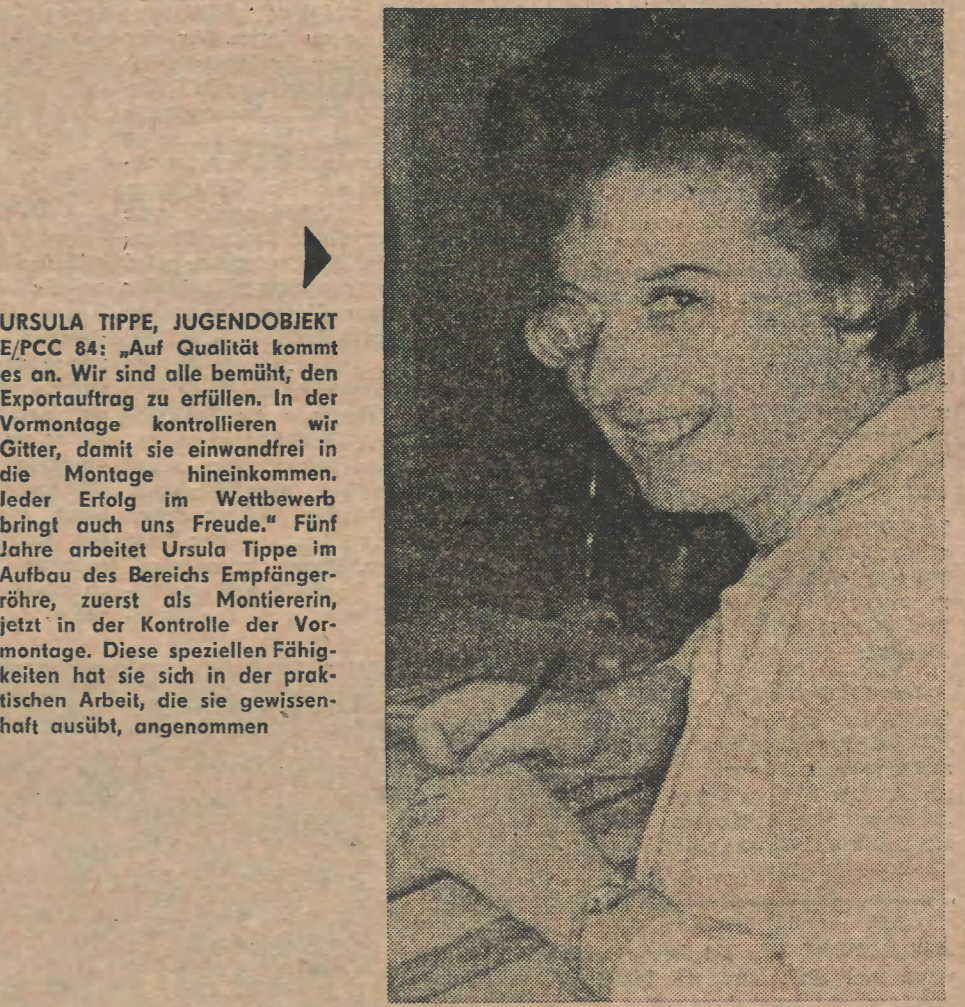 URSULA TIPPE, JUGENDOBJEKT
E/PCC 84: „Auf Qualität kommt
es an. Wir sind alle bemüht, den
Exportauftrag zu erfüllen. In der
Vormontage kontrollieren wir
Gitter, damit sie einwandfrei in
die Montage hineinkommen.
Jeder Erfolg im Wettbewerb
bringt auch uns Freude." Fünf
Jahre arbeitet Ursula Tippe im
Aufbau des Bereichs Empfänger-
röhre, zuerst als Montiererin,
jetzt in der Kontrolle der Vor-
montage. Diese speziellen Fähig-
keiten hat sie sich in der prak-
tischen Arbeit, die sie gewissen-
haft ausübt, angenommen